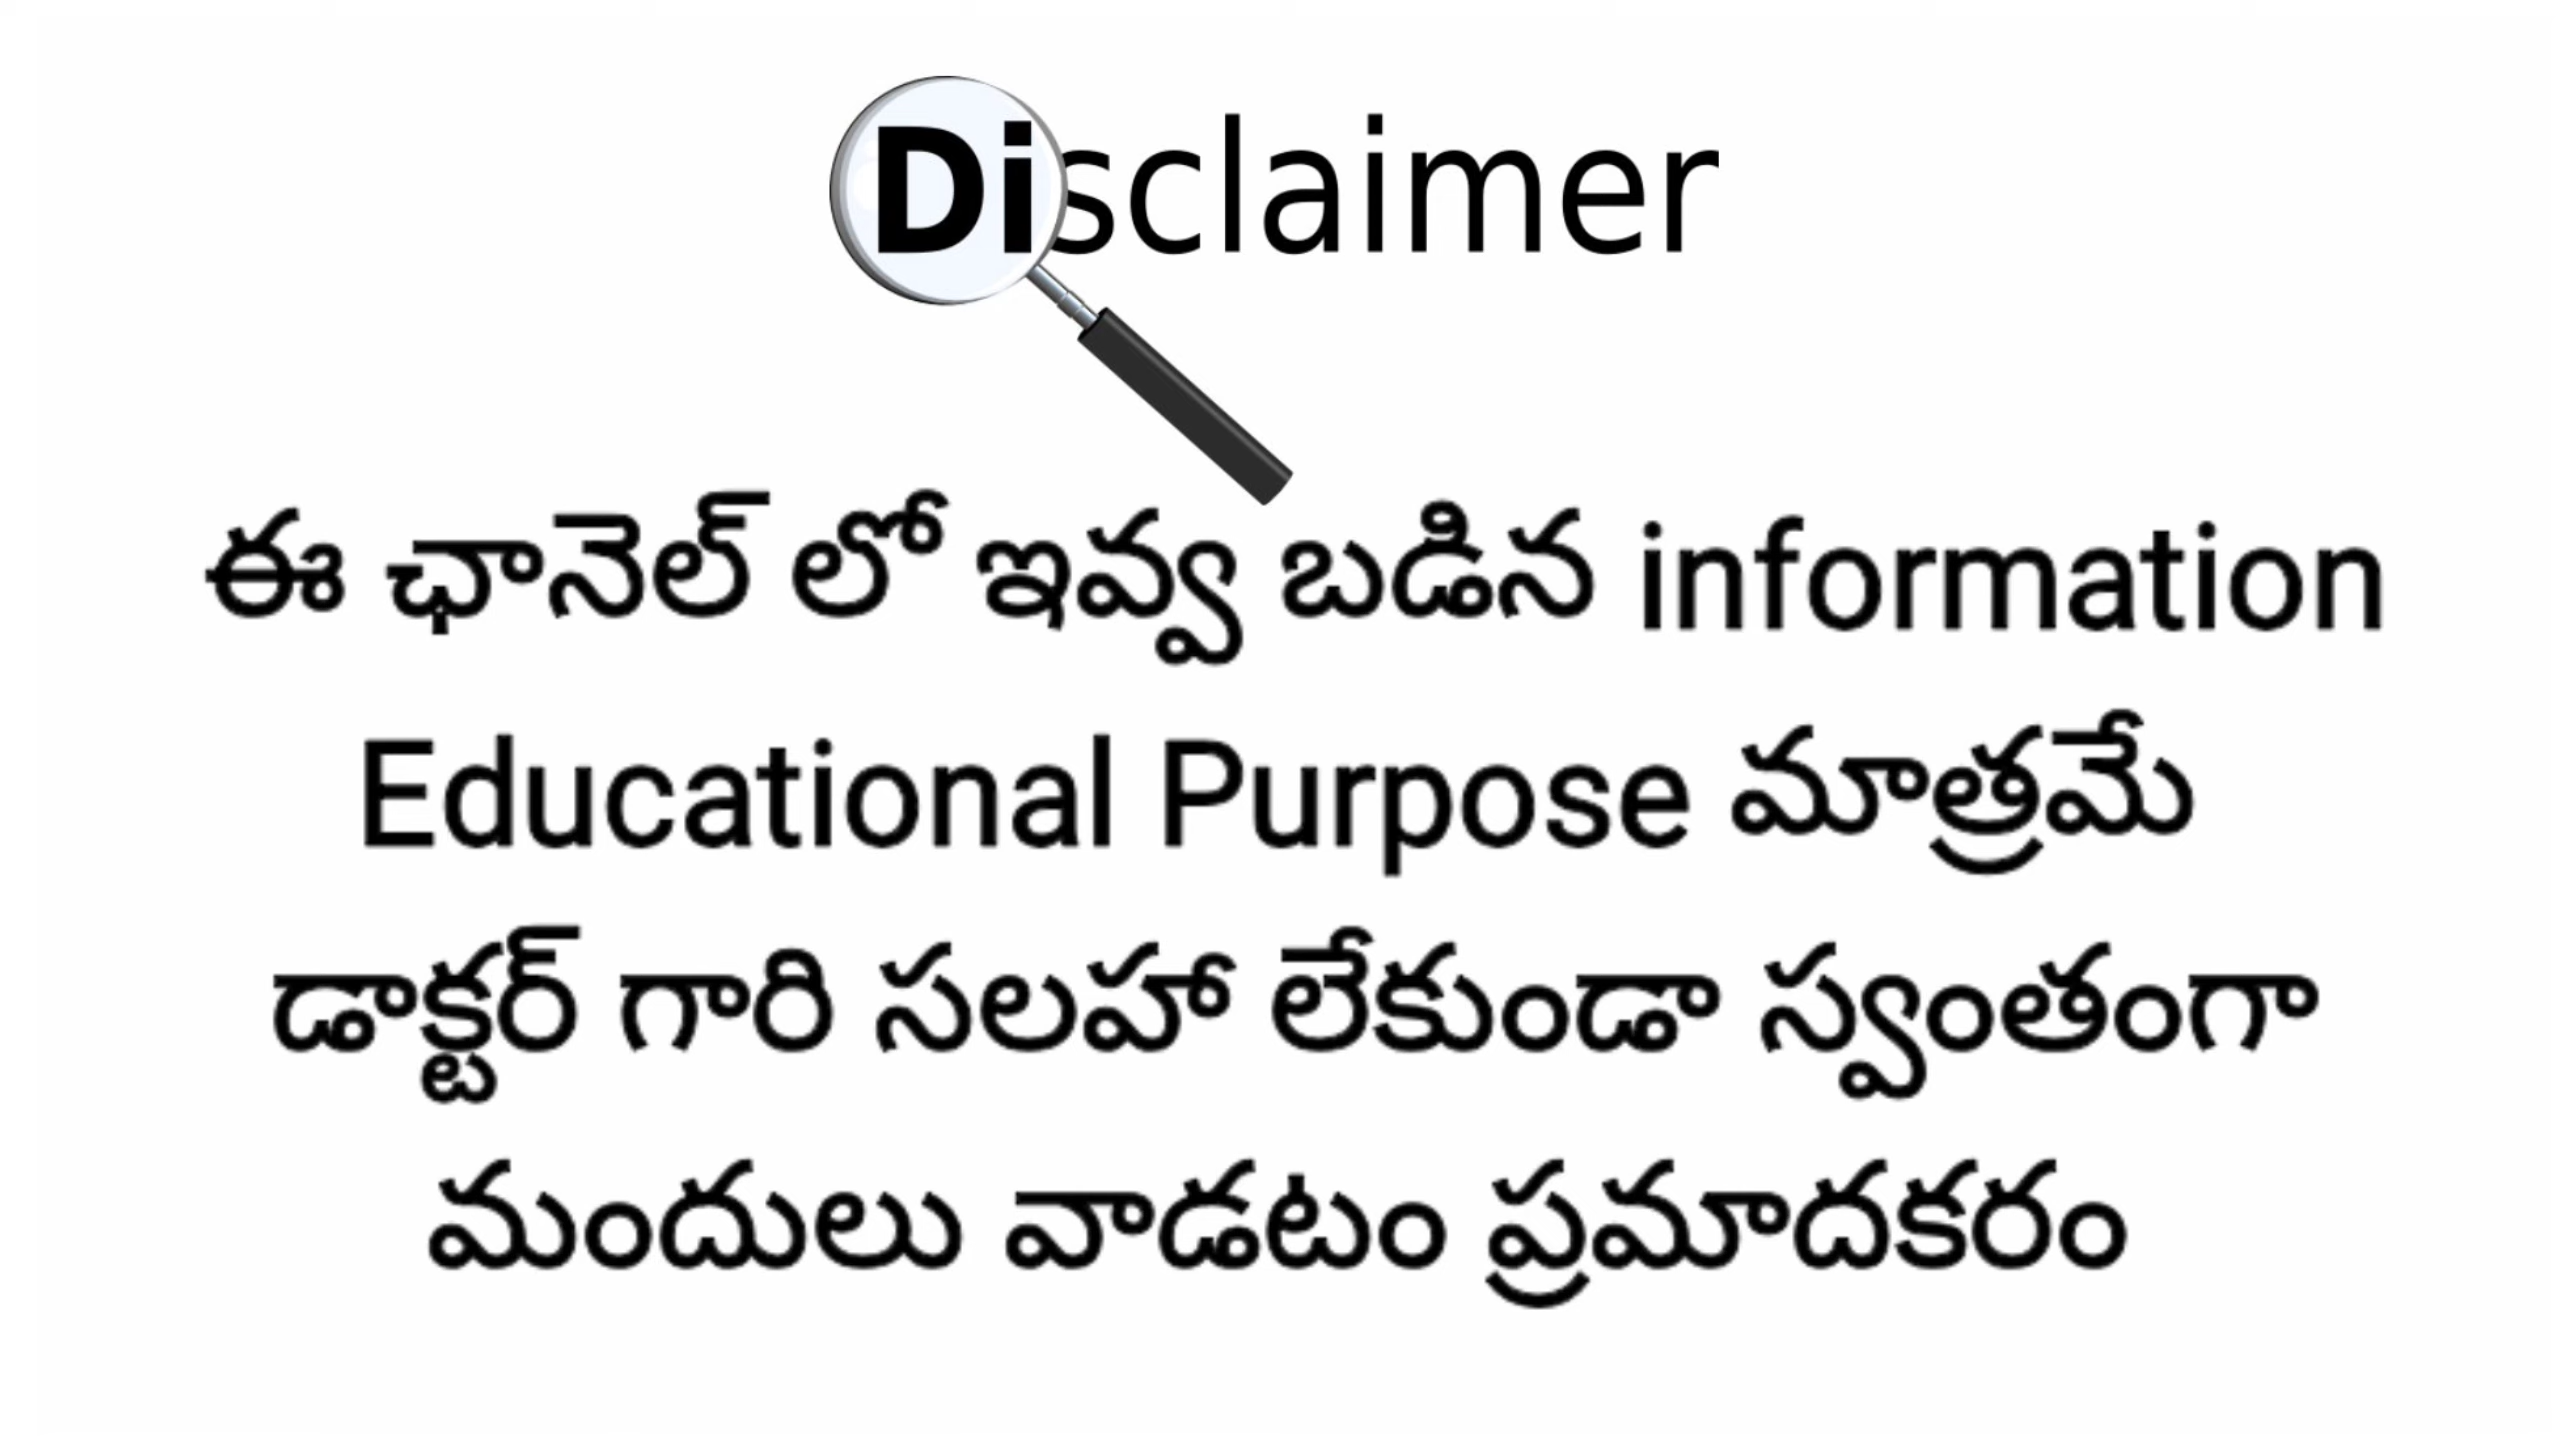 Disclaimer
ఈ ఛానెల్ లో ఇవ్వ బడిన information
Educational Purpose మాత్రమే
డాక్టర్ గారి సలహా లేకుండా స్వంతంగా
మందులు వాడటం ప్రమాదకరం